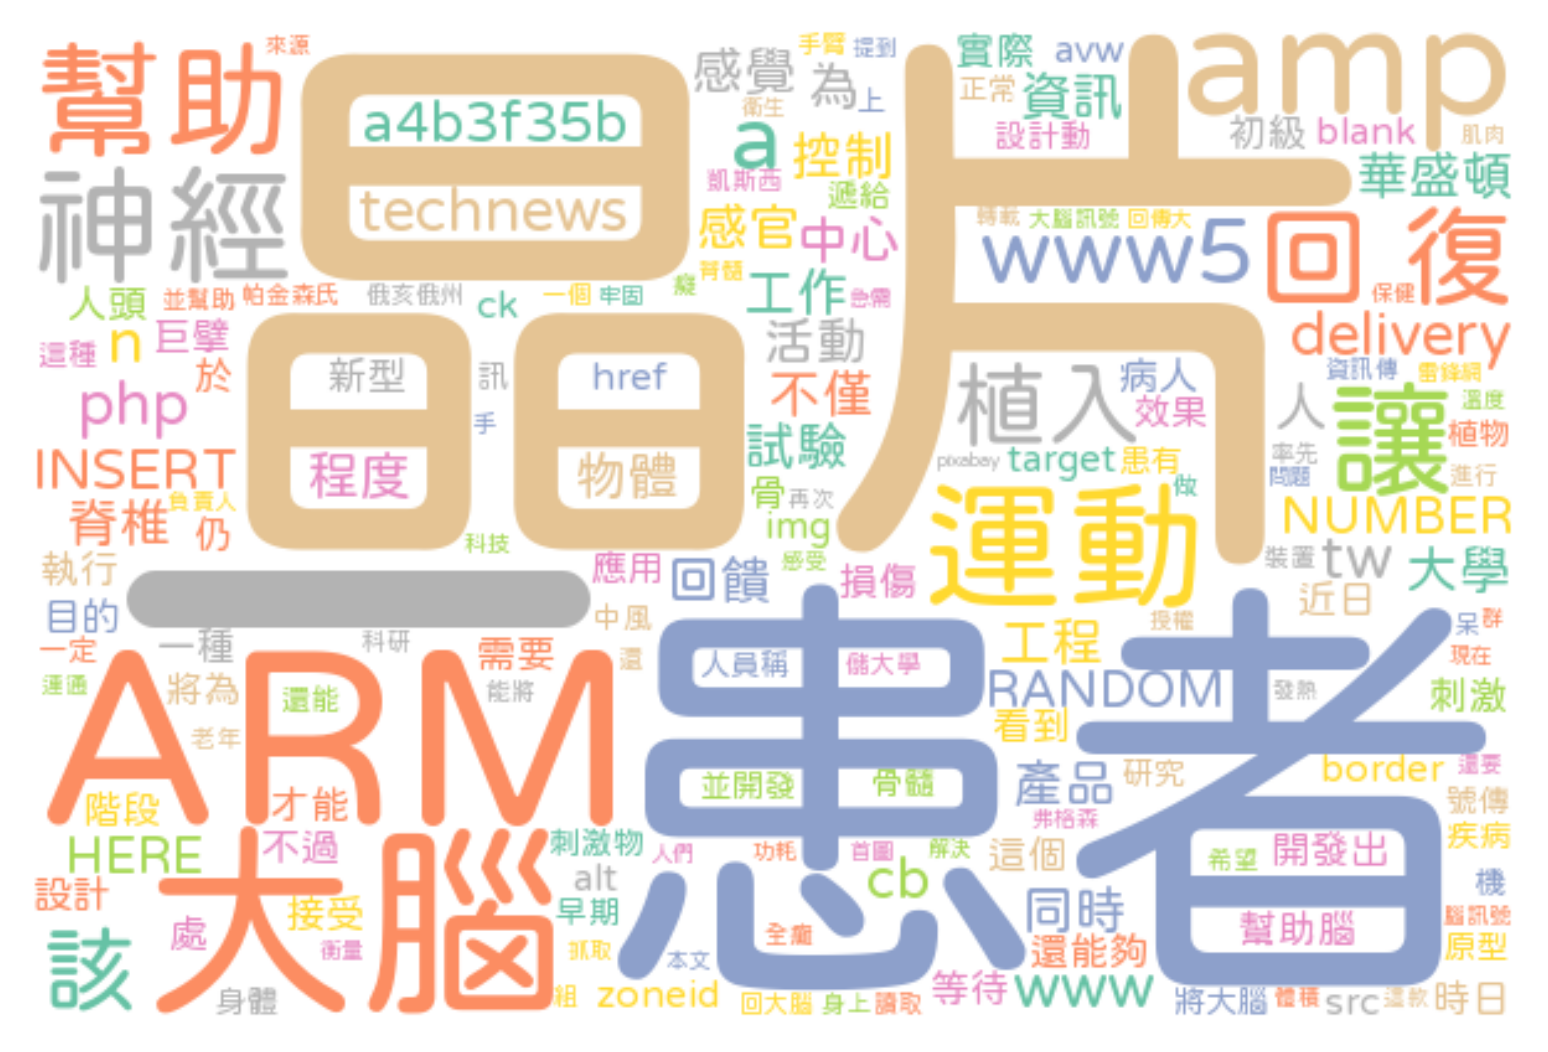 幫助
來源
晶片
a4b3f35b
technews
感覺
手臂
提到
為
上
衛生
a
控制
凱斯西
遞給
實際
avw
正常
資訊
設計動
amp
初級
blank
肌肉
華盛頓
神經
感官
中心
轉載
大腦訊號
回傳大
www5
回復
脊髓
癡
工作
急需
人頭
並幫助
帕金森氏
俄亥俄州
ck
一個
牢固
保健
delivery
這種
n
巨擘
於
活動
資訊傳
雷鋒網
php
新型
訊
href
手
不僅
植入
病人
效果
人
讓
溫度
植物
INSERT
程度
物體
試驗
pixabay
target
患有
率先
問題
進行
脊椎
負責人
仍
骨
再次
img
運動
做
NUMBER
科技
執行
應用
回饋
感受
損傷
裝置
tw
大學
目的
一
中風
近日
一定
一種
科研
需要
還
人員稱
儲大學
工程
授權
呆
群
現在
連通
將為
還能
能將
患者
RANDOM
發熱
刺激
老年
ARM
看到
border
還要
階段
才能
並開發
骨髓
產品
研究
號傳
弗格森
疾病
HERE
不過
刺激物
人們
功耗
首圖
解決
這個
希望
開發出
設計
大腦
alt
cb
機
處
接受
早期
同時
幫助腦
腦訊號
該
衡量
抓取
全癱
本文
還能夠
原型
身體
組
zoneid
回大腦
身上
讀取
等待
www
將大腦
體積
src
這款
時日